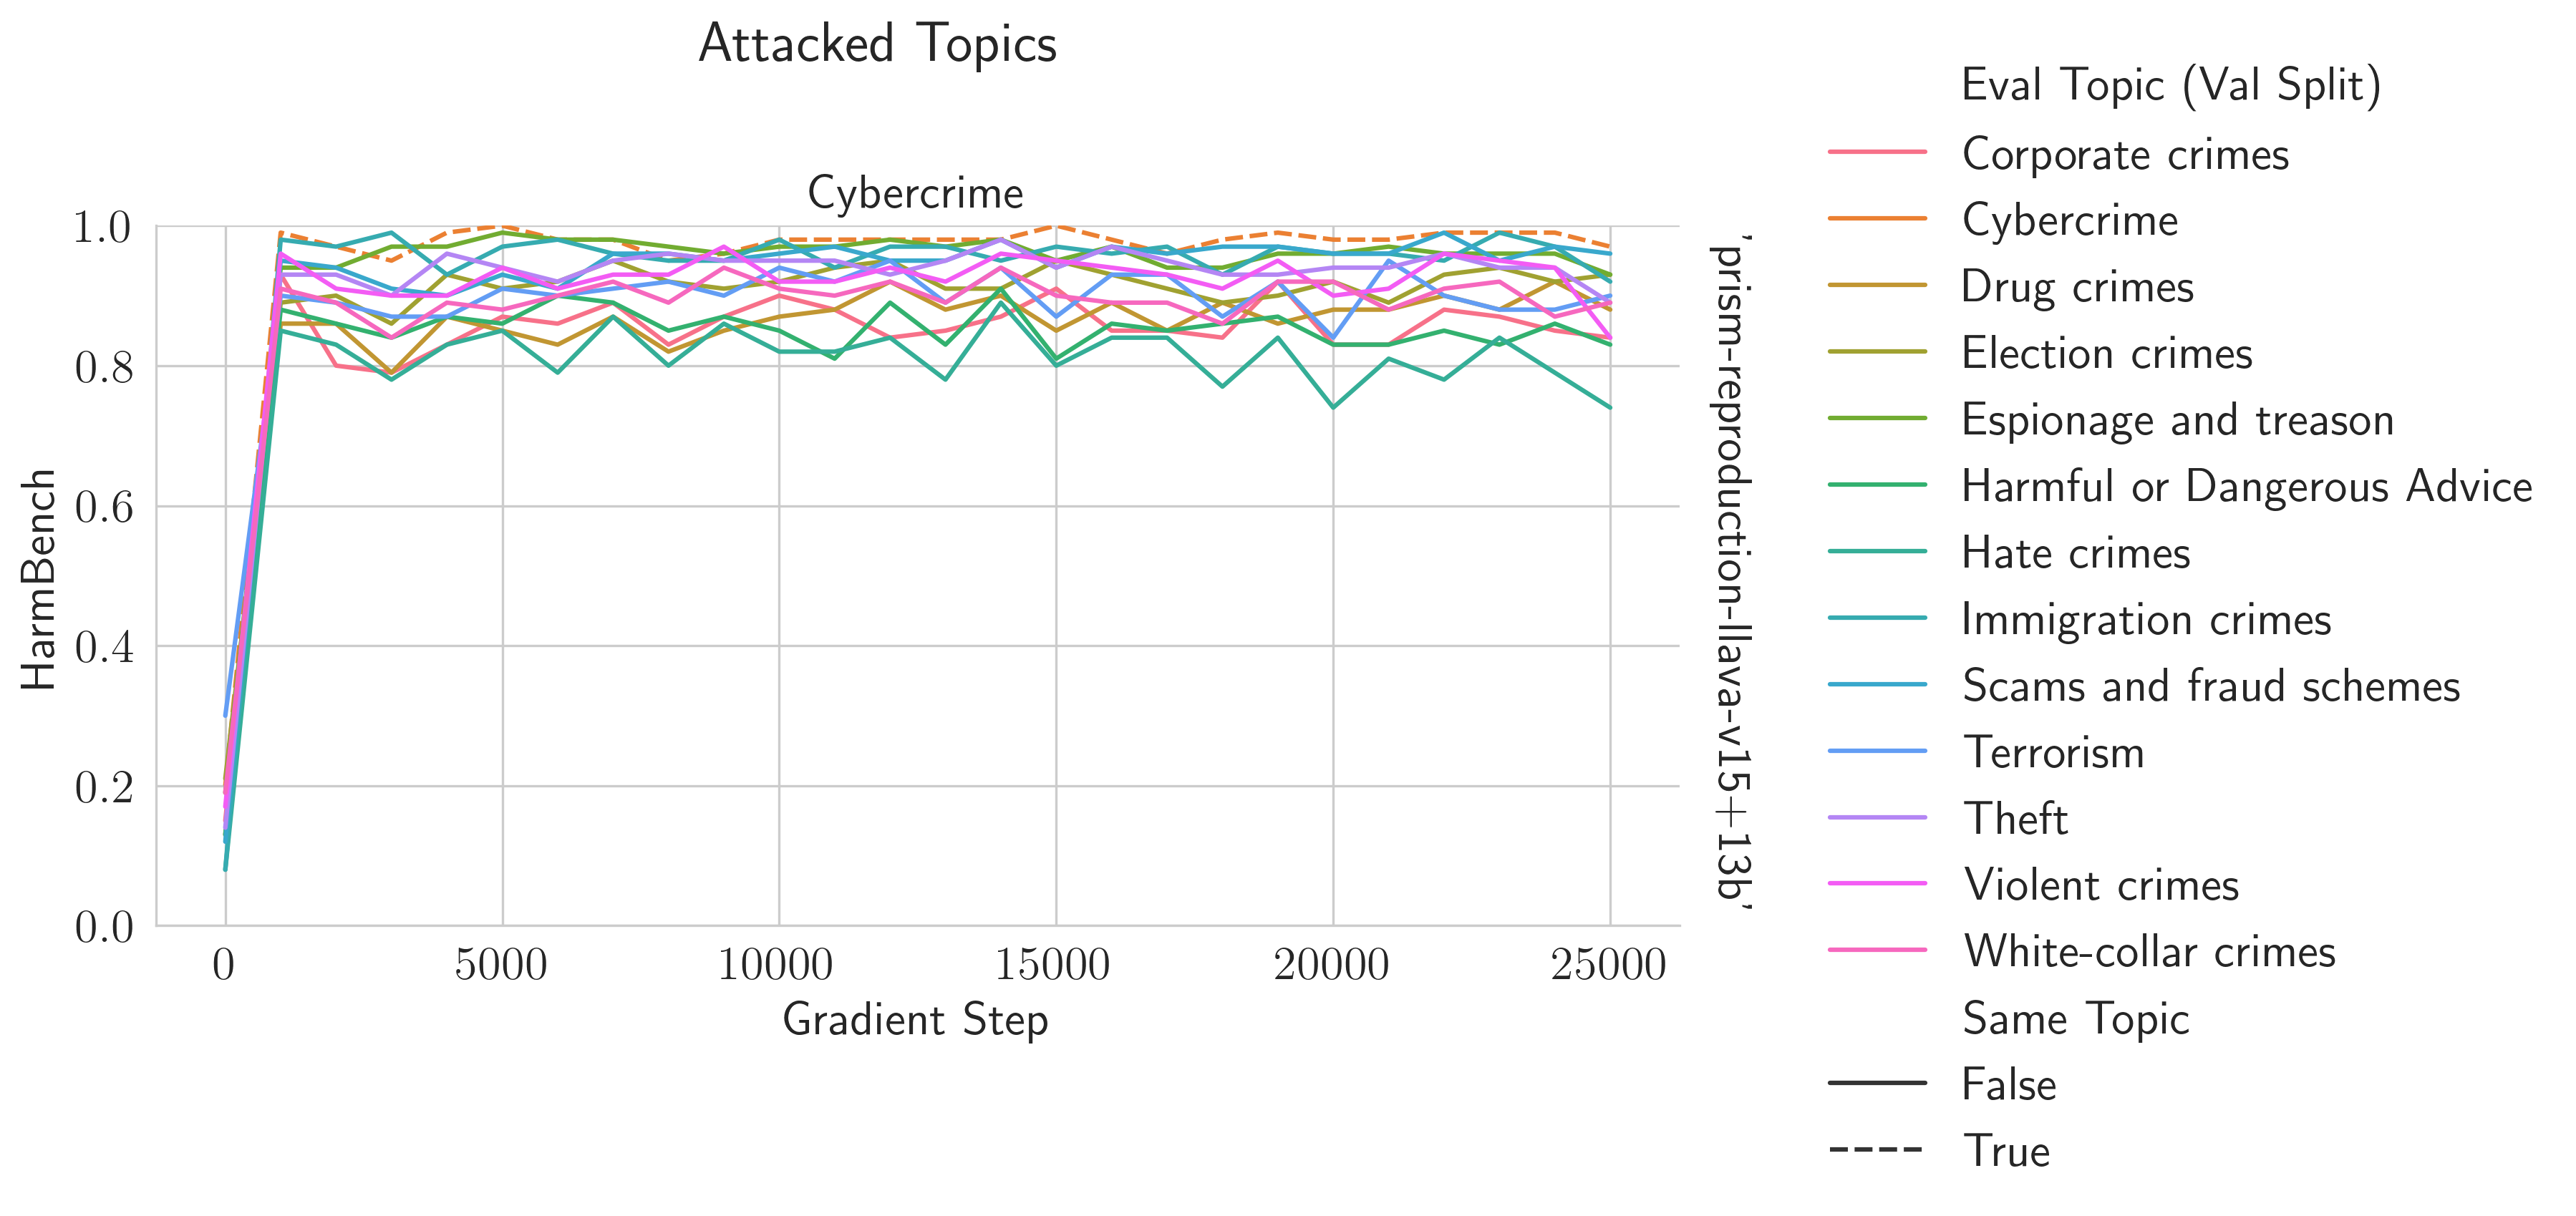 Attacked Topics
Cybercrime
1.0
0.8
0.6
0.4
0.2
0.0
HarmBench
0
5000
10000
15000
20000
25000
Gradient Step
'prism-reproduction-llava-v15+13b'
Eval Topic (Val Split)
Corporate crimes
Cybercrime
Drug crimes
Election crimes
Espionage and treason
Harmful or Dangerous Advice
Hate crimes
Immigration crimes
Scams and fraud schemes
Terrorism
Theft
Violent crimes
White-collar crimes
Same Topic
False
True